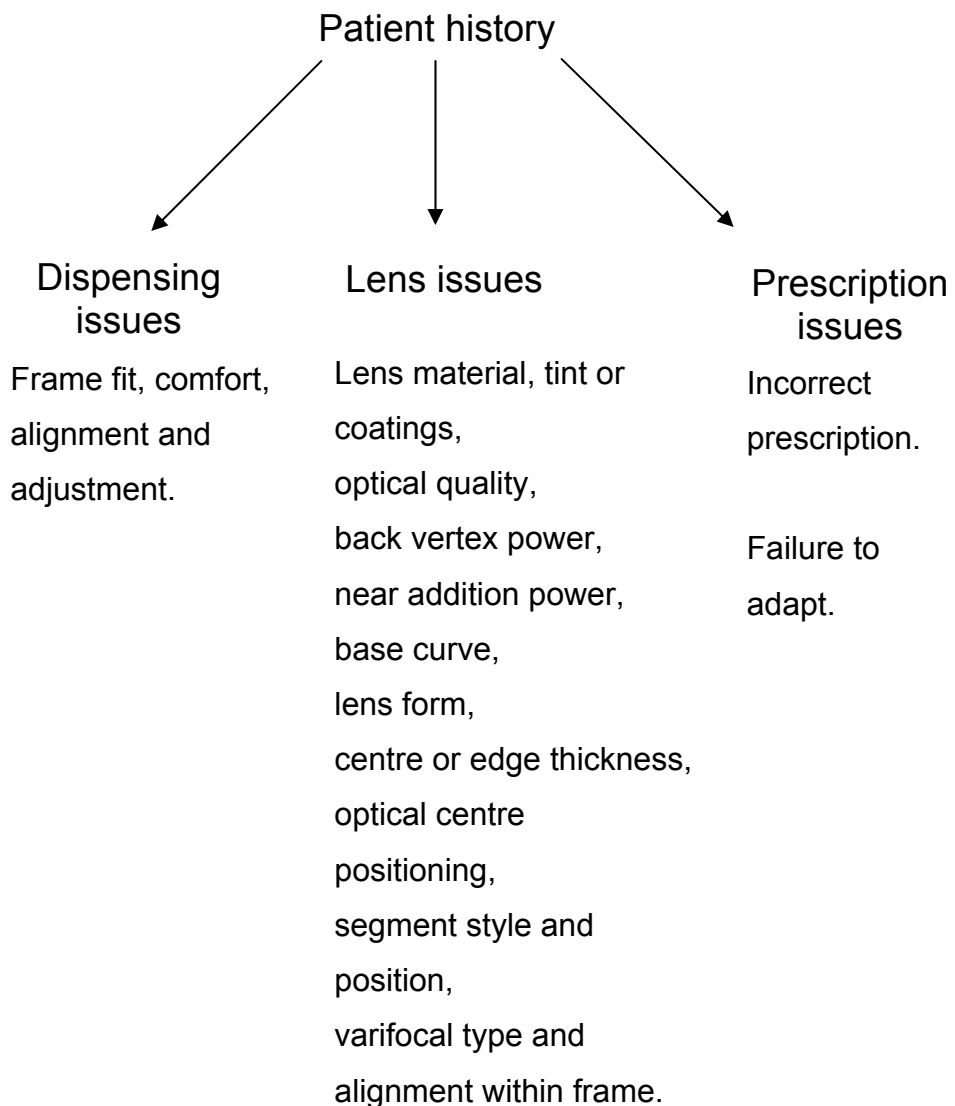 Patient history
Dispensing
issues
Frame fit, comfort,
alignment and
adjustment.
Lens issues
Lens material, tint or
coatings,
optical quality,
back vertex power,
near addition power,
base curve,
lens form,
centre or edge thickness,
optical centre
positioning,
segment style and
position,
varifocal type and
alignment within frame.
Prescription
issues
Incorrect
prescription.
Failure to
adapt.